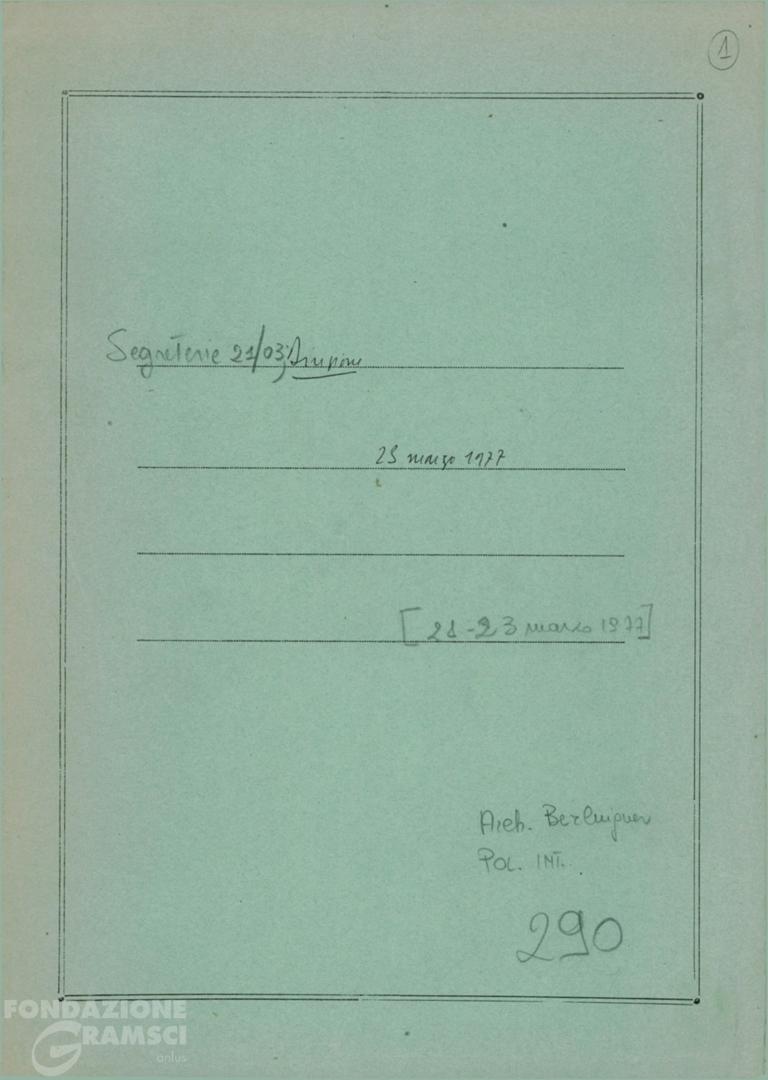 1
Segreterie 21/03;
23 marzo 1977
[21-23 marzo 1977]
Arch. Berlinguer
Pol. INT.
290
FONDAZIONE
GRAMSCI
onlus